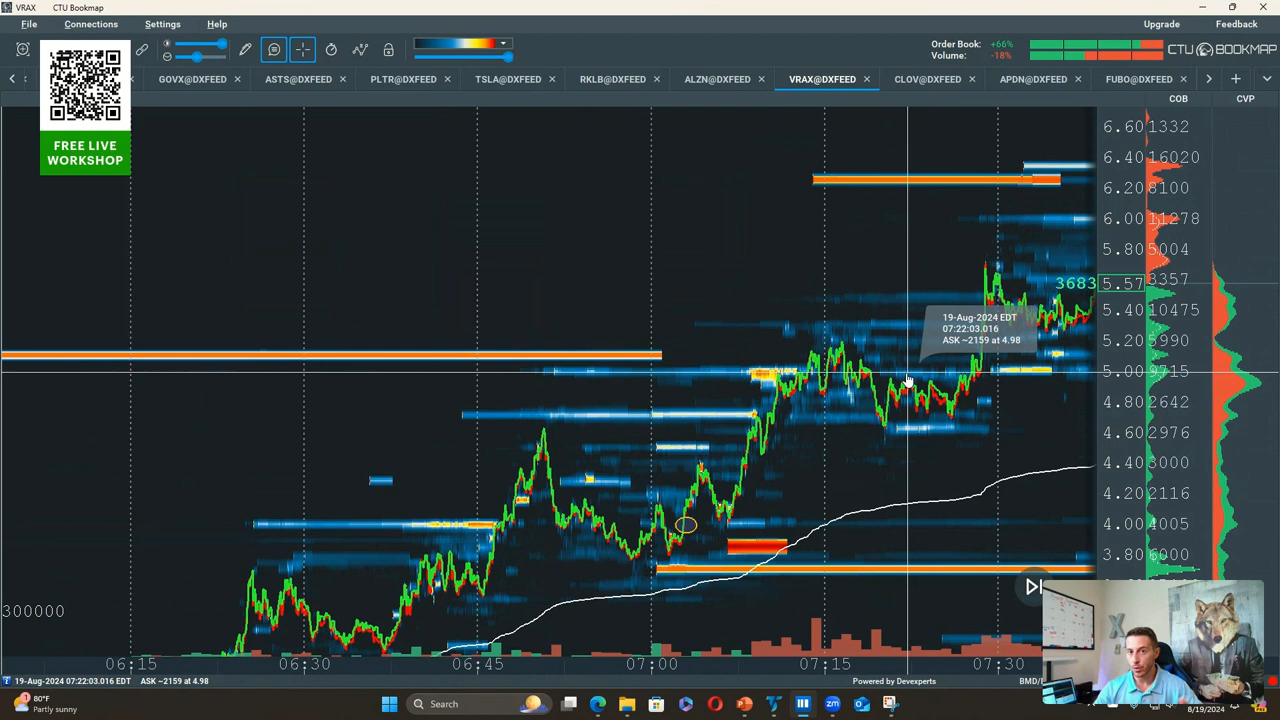 VRAX CTU Bookmap
File Connections Settings Help Upgrade Feedback
Order Book: +66%
Volume: -18%
CTU BOOKMAP
GOVX@DXFEED × ASTS@DXFEED × PLTR@DXFEED × TSLA@DXFEED × RKLB@DXFEED × ALZN@DXFEED × VRAX@DXFEED × CLOV@DXFEED × APDN@DXFEED × FUBO@DXFEED ×
COB CVP
FREE LIVE
WORKSHOP
6.60 1332
6.40 16020
6.20 8100
6.00 11278
5.80 5004
3683 5.57 3357
5.40 10475
19-Aug-2024 EDT
07:22:03.016
ASK ~2159 at 4.98
5.20 5990
5.00 9715
4.80 2642
4.60 2976
4.40 3000
4.20 2116
4.00 4005
3.80 6000
300000
06:15 06:30 06:45 07:00 07:15 07:30
19-Aug-2024 07:22:03.016 EDT ASK ~2159 at 4.98 Powered by Devexperts BMD/
80°F
Partly sunny
Search
8/19/2024